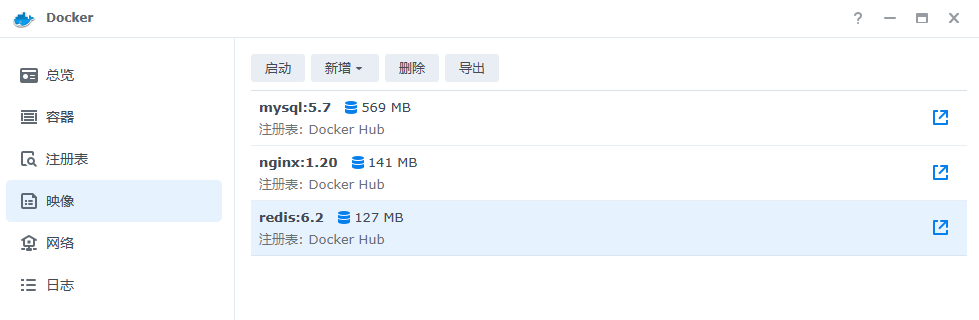 Docker
总览
容器
注册表
映像
网络
日志
启动 新增 删除 导出
mysql:5.7 569 MB
注册表: Docker Hub
nginx:1.20 141 MB
注册表: Docker Hub
redis:6.2 127 MB
注册表: Docker Hub